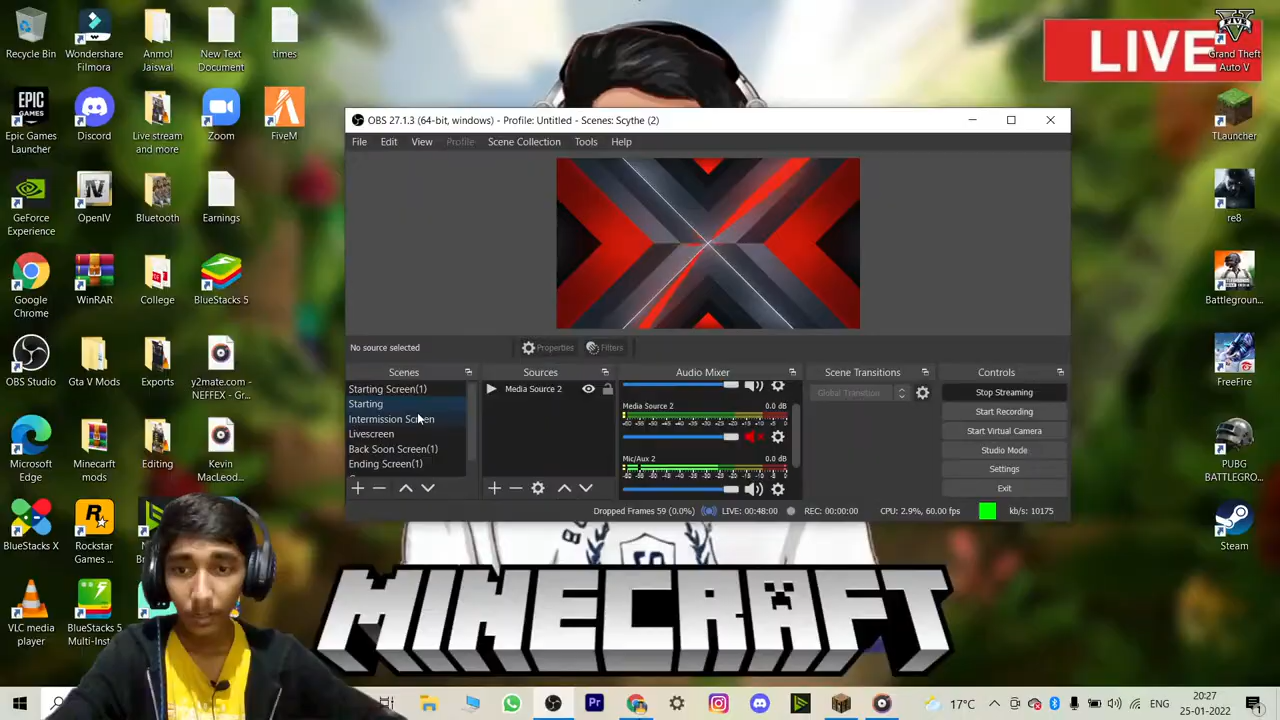 Recycle Bin
Wondershare Filmora
Anmol Jaiswal
New Text Document
times
Epic Games Launcher
Discord
Live stream and more
Zoom
FiveM
GeForce Experience
OpenIV
Bluetooth
Earnings
Google Chrome
WinRAR
College
BlueStacks 5
OBS Studio
Gta V Mods
Exports
y2mate.com - NEFFEX - Gr...
Microsoft Edge
Minecarft mods
Editing
Kevin MacLeod...
BlueStacks X
Rockstar Games ...
VLC media player
BlueStacks 5 Multi-Inst...
LIVE
Grand Theft Auto V
TLauncher
re8
Battlegroun...
FreeFire
PUBG BATTLEGRO...
Steam
OBS 27.1.3 (64-bit, windows) - Profile: Untitled - Scenes: Scythe (2)
File Edit View Profile Scene Collection Tools Help
No source selected
Properties
Filters
Scenes
Starting Screen(1)
Starting
Intermission Screen
Livescreen
Back Soon Screen(1)
Ending Screen(1)
Sources
Media Source 2
Audio Mixer
Media Source 2 0.0 dB
Mic/Aux 2 0.0 dB
Scene Transitions
Global Transition
Controls
Stop Streaming
Start Recording
Start Virtual Camera
Studio Mode
Settings
Exit
Dropped Frames 59 (0.0%) LIVE: 00:48:00 REC: 00:00:00 CPU: 2.9%, 60.00 fps kb/s: 10175
MINECRAFT
17°C
ENG
20:27
25-01-2022